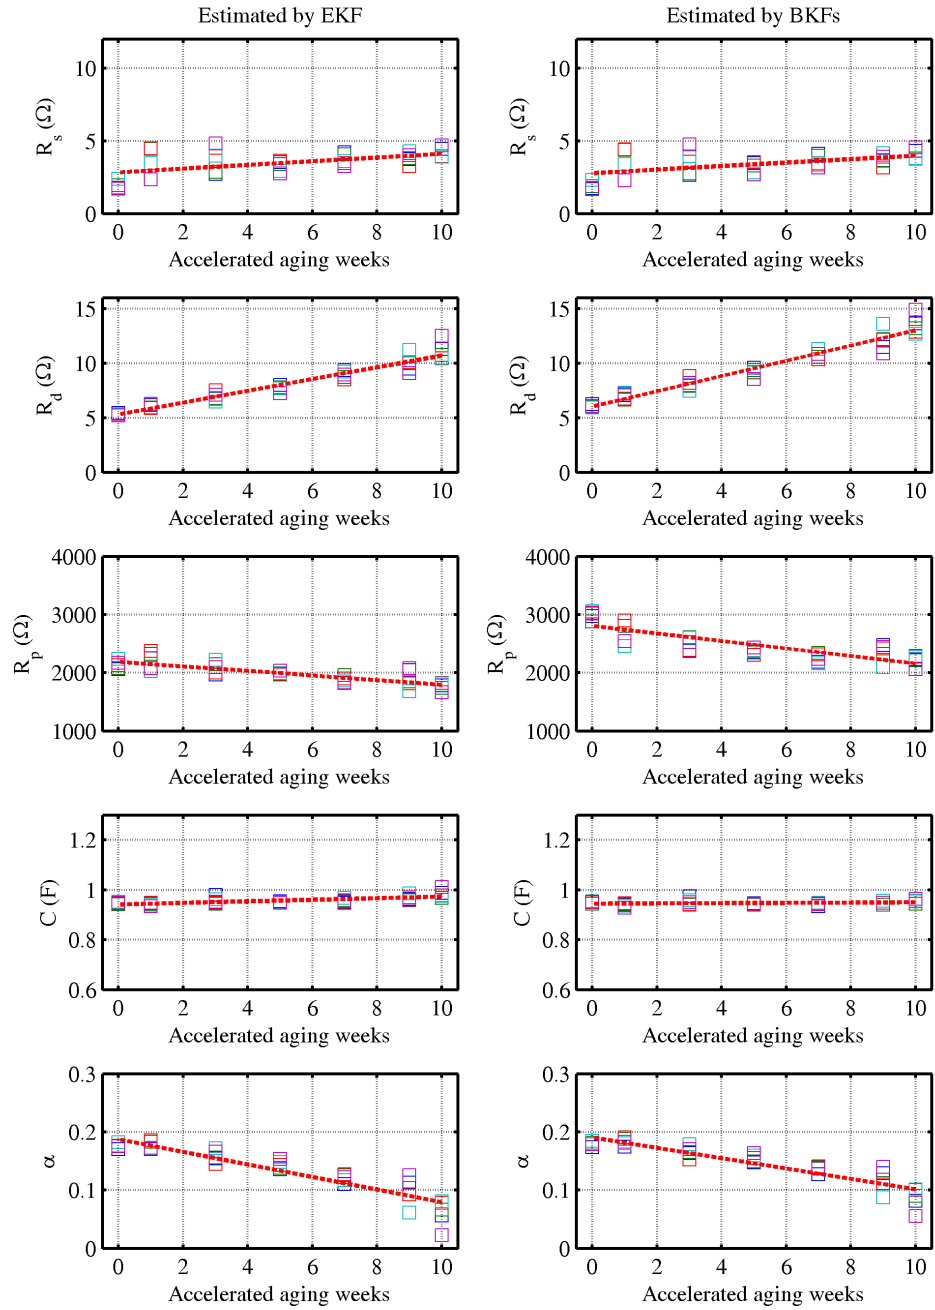 Estimated by EKF Estimated by BKFs
10 10
R_s (Ω) R_s (Ω)
5 5
0 0
0 2 4 6 8 10 0 2 4 6 8 10
Accelerated aging weeks Accelerated aging weeks
15 15
10 10
R_d (Ω) R_d (Ω)
5 5
0 0
0 2 4 6 8 10 0 2 4 6 8 10
Accelerated aging weeks Accelerated aging weeks
4000 4000
3000 3000
R_p (Ω) R_p (Ω)
2000 2000
1000 1000
0 2 4 6 8 10 0 2 4 6 8 10
Accelerated aging weeks Accelerated aging weeks
1.2 1.2
1 1
C (F) C (F)
0.8 0.8
0.6 0.6
0 2 4 6 8 10 0 2 4 6 8 10
Accelerated aging weeks Accelerated aging weeks
0.3 0.3
0.2 0.2
α α
0.1 0.1
0 0
0 2 4 6 8 10 0 2 4 6 8 10
Accelerated aging weeks Accelerated aging weeks